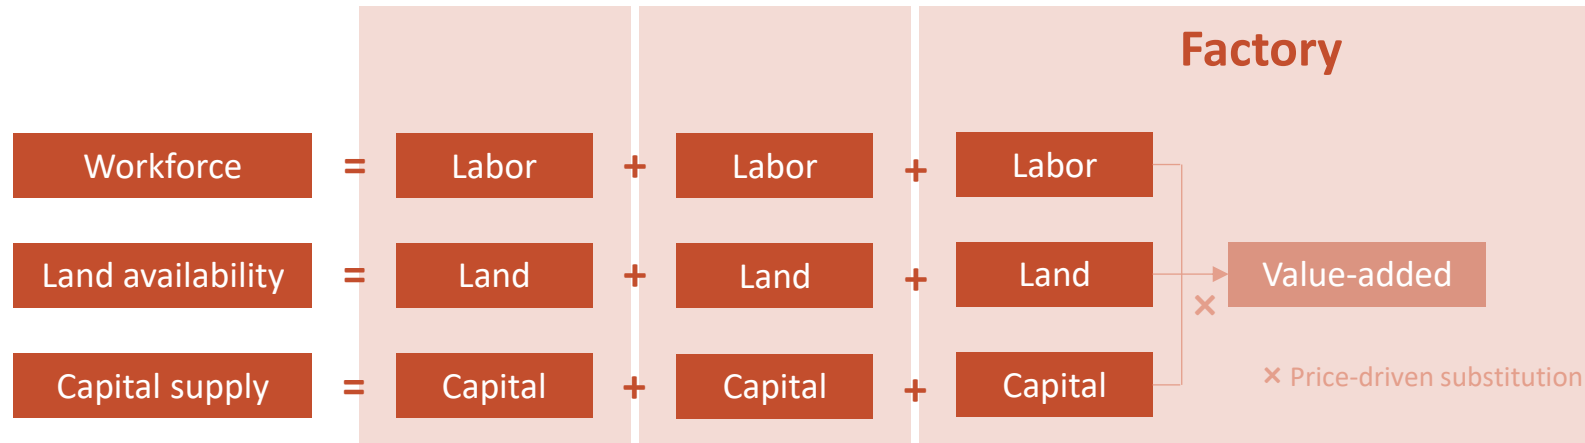 Factory
Workforce = Labor + Labor + Labor
Land availability = Land + Land + Land
Value-added
×
Capital supply = Capital + Capital + Capital
× Price-driven substitution